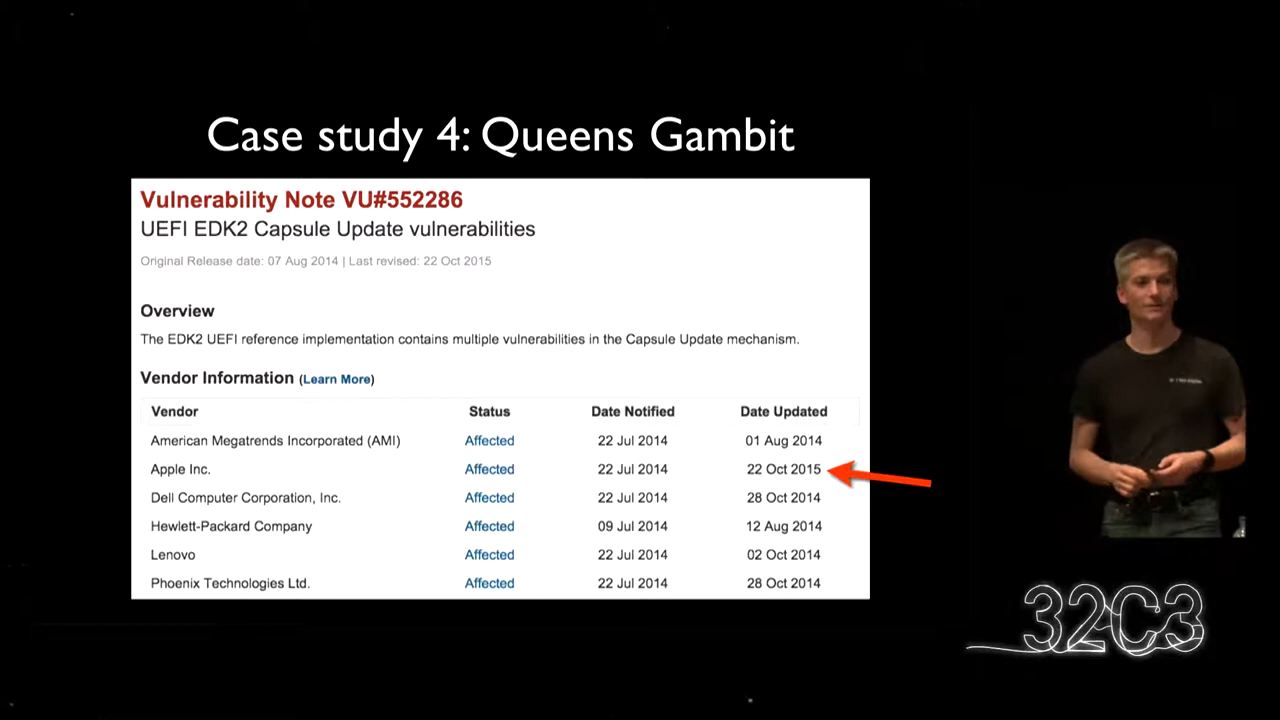 Case study 4: Queens Gambit
Vulnerability Note VU#552286
UEFI EDK2 Capsule Update vulnerabilities
Original Release date: 07 Aug 2014 | Last revised: 22 Oct 2015
Overview
The EDK2 UEFI reference implementation contains multiple vulnerabilities in the Capsule Update mechanism.
Vendor Information (Learn More)
Vendor Status Date Notified Date Updated
American Megatrends Incorporated (AMI) Affected 22 Jul 2014 01 Aug 2014
Apple Inc. Affected 22 Jul 2014 22 Oct 2015
Dell Computer Corporation, Inc. Affected 22 Jul 2014 28 Oct 2014
Hewlett-Packard Company Affected 09 Jul 2014 12 Aug 2014
Lenovo Affected 22 Jul 2014 02 Oct 2014
Phoenix Technologies Ltd. Affected 22 Jul 2014 28 Oct 2014
32C3